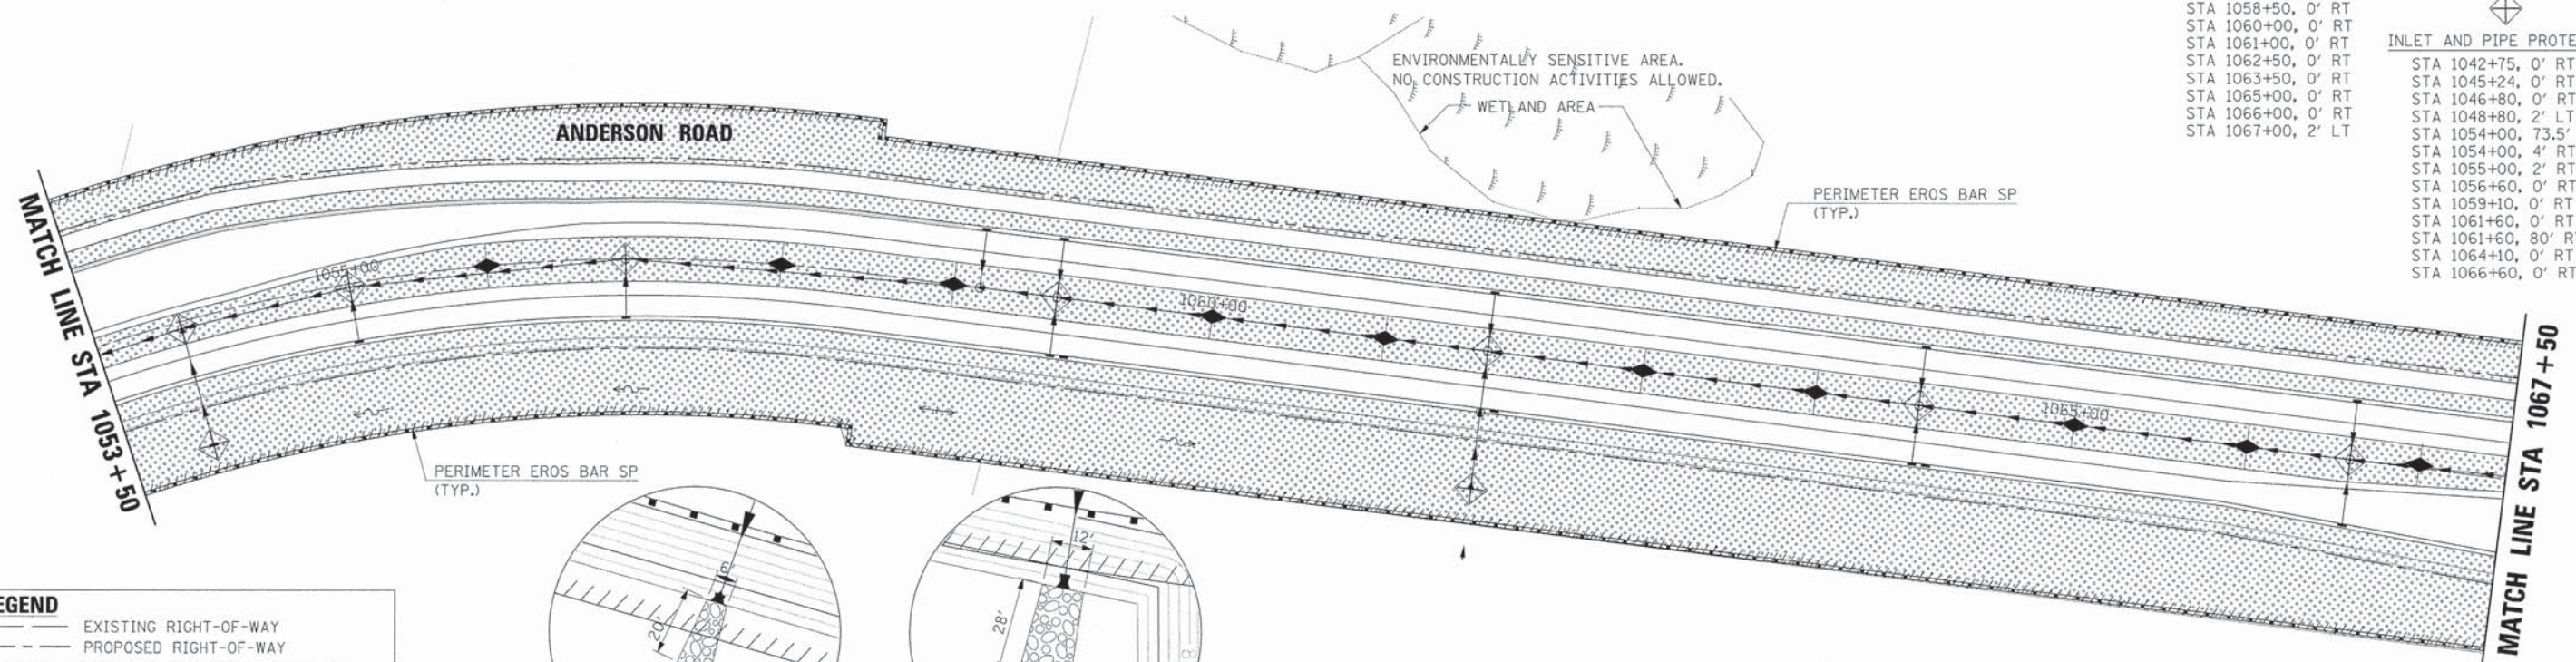 STA 1058+50, 0' RT
STA 1060+00, 0' RT
STA 1061+00, 0' RT
STA 1062+50, 0' RT
STA 1063+50, 0' RT
STA 1065+00, 0' RT
STA 1066+00, 0' RT
STA 1067+00, 2' LT
INLET AND PIPE PROTE
STA 1042+75, 0' RT
STA 1045+24, 0' RT
STA 1046+80, 0' RT
STA 1048+80, 2' LT
STA 1054+00, 73.5'
STA 1054+00, 4' RT
STA 1055+00, 2' RT
STA 1056+60, 0' RT
STA 1059+10, 0' RT
STA 1061+60, 0' RT
STA 1061+60, 80' R
STA 1064+10, 0' RT
STA 1066+60, 0' RT
ENVIRONMENTALLY SENSITIVE AREA.
NO CONSTRUCTION ACTIVITIES ALLOWED.
WETLAND AREA
ANDERSON ROAD
PERIMETER EROS BAR SP
(TYP.)
MATCH LINE STA 1053+50
1055+00
1060+00
1065+00
MATCH LINE STA 1067+50
PERIMETER EROS BAR SP
(TYP.)
6'
20'
12'
28'
EGEND
EXISTING RIGHT-OF-WAY
PROPOSED RIGHT-OF-WAY